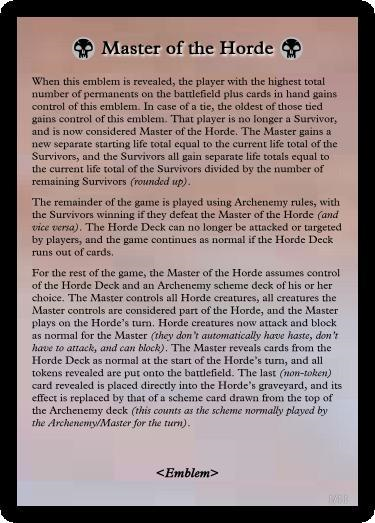 Master of the Horde
When this emblem is revealed, the player with the highest total
number of permanents on the battlefield plus cards in hand gains
control of this emblem. In case of a tie, the oldest of those tied
gains control of this emblem. That player is no longer a Survivor,
and is now considered Master of the Horde. The Master gains a
new separate starting life total equal to the current life total of the
Survivors, and the Survivors all gain separate life totals equal to
the current life total of the Survivors divided by the number of
remaining Survivors (rounded up).
The remainder of the game is played using Archenemy rules, with
the Survivors winning if they defeat the Master of the Horde (and
vice versa). The Horde Deck can no longer be attacked or targeted
by players, and the game continues as normal if the Horde Deck
runs out of cards.
For the rest of the game, the Master of the Horde assumes control
of the Horde Deck and an Archenemy scheme deck of his or her
choice. The Master controls all Horde creatures, all creatures the
Master controls are considered part of the Horde, and the Master
plays on the Horde's turn. Horde creatures now attack and block
as normal for the Master (they don't automatically have haste, don't
have to attack, and can block). The Master reveals cards from the
Horde Deck as normal at the start of the Horde's turn, and all
tokens revealed are put onto the battlefield. The last (non-token)
card revealed is placed directly into the Horde's graveyard, and its
effect is replaced by that of a scheme card drawn from the top of
the Archenemy deck (this counts as the scheme normally played by
the Archenemy/Master for the turn).
<Emblem>